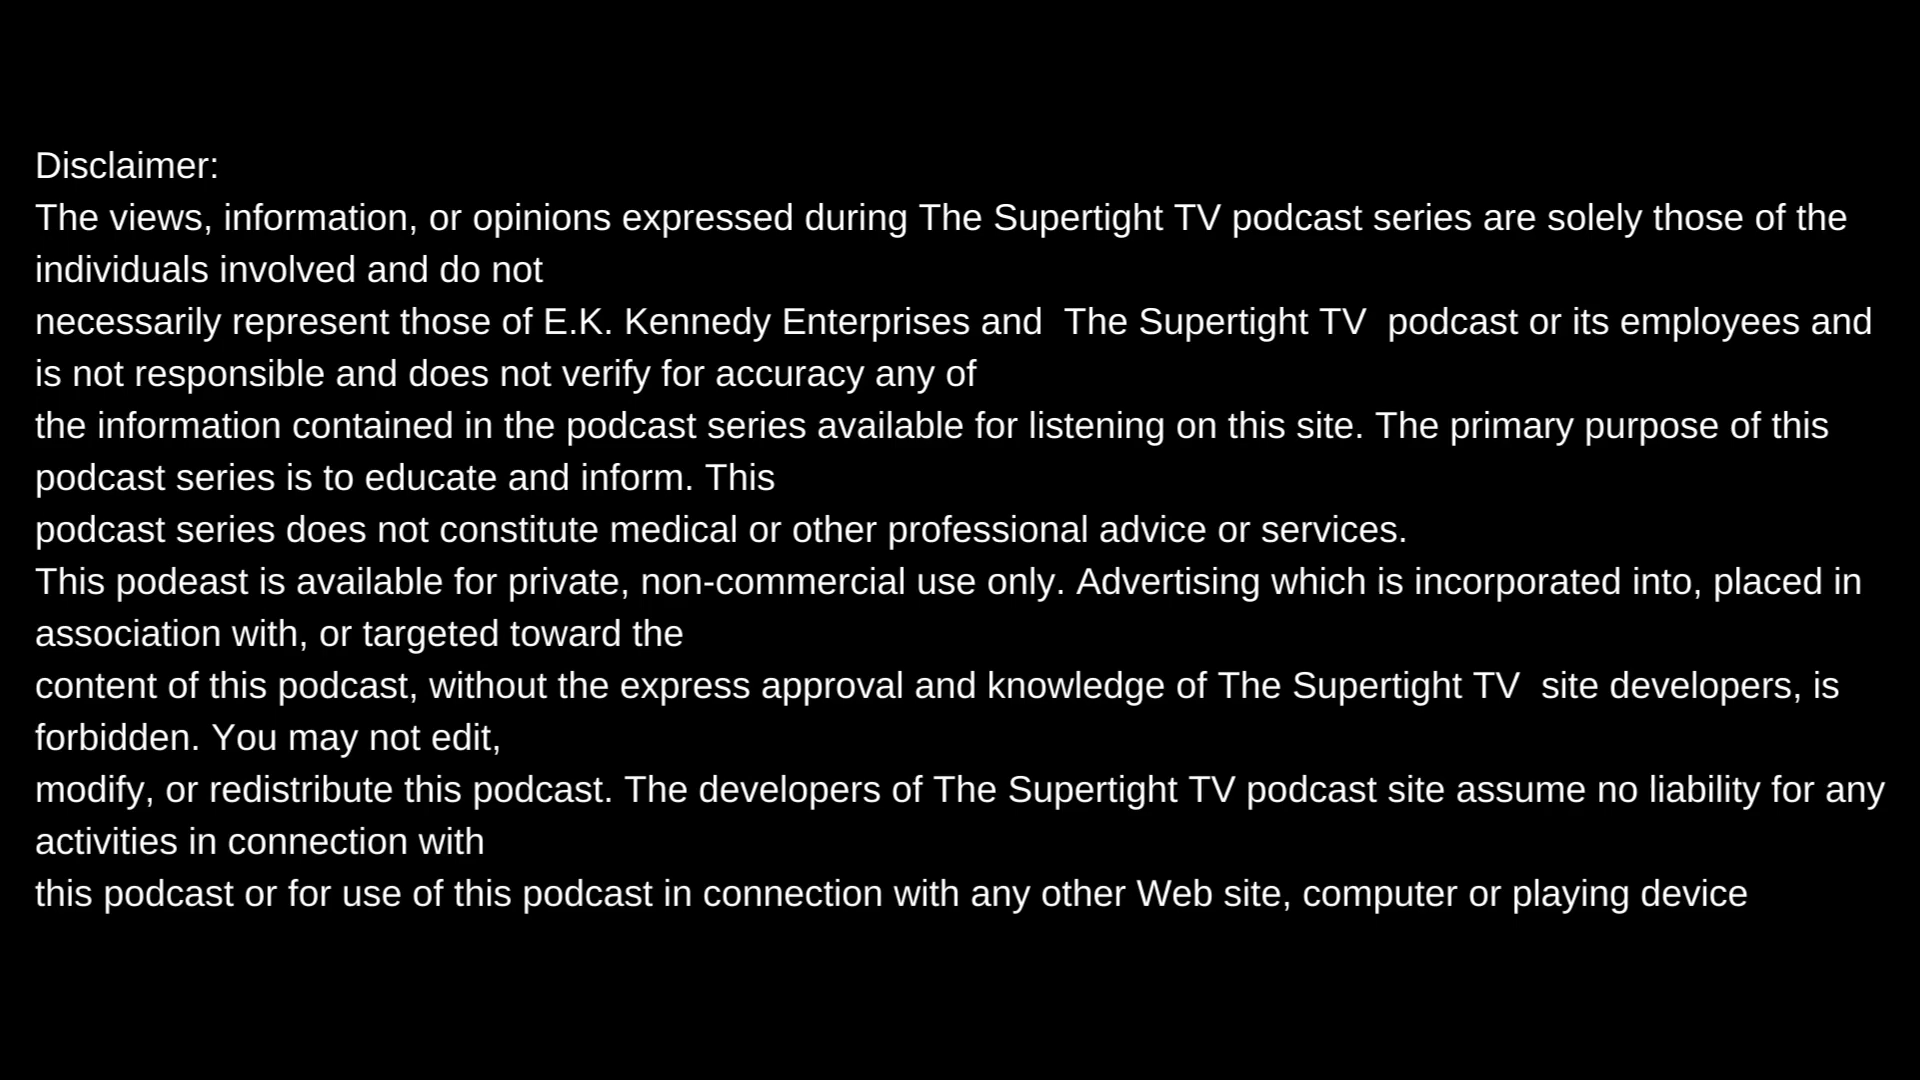 Disclaimer:
The views, information, or opinions expressed during The Supertight TV podcast series are solely those of the
individuals involved and do not
necessarily represent those of E.K. Kennedy Enterprises and  The Supertight TV  podcast or its employees and
is not responsible and does not verify for accuracy any of
the information contained in the podcast series available for listening on this site. The primary purpose of this
podcast series is to educate and inform. This
podcast series does not constitute medical or other professional advice or services.
This podeast is available for private, non-commercial use only. Advertising which is incorporated into, placed in
association with, or targeted toward the
content of this podcast, without the express approval and knowledge of The Supertight TV  site developers, is
forbidden. You may not edit,
modify, or redistribute this podcast. The developers of The Supertight TV podcast site assume no liability for any
activities in connection with
this podcast or for use of this podcast in connection with any other Web site, computer or playing device